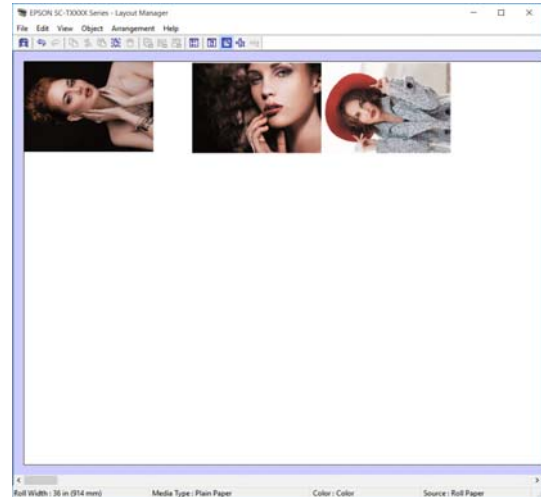 EPSON SC-TXXXX Series - Layout Manager
File Edit View Object Arrangement Help
Roll Width : 36 in (914 mm) Media Type : Plain Paper Color : Color Source : Roll Paper